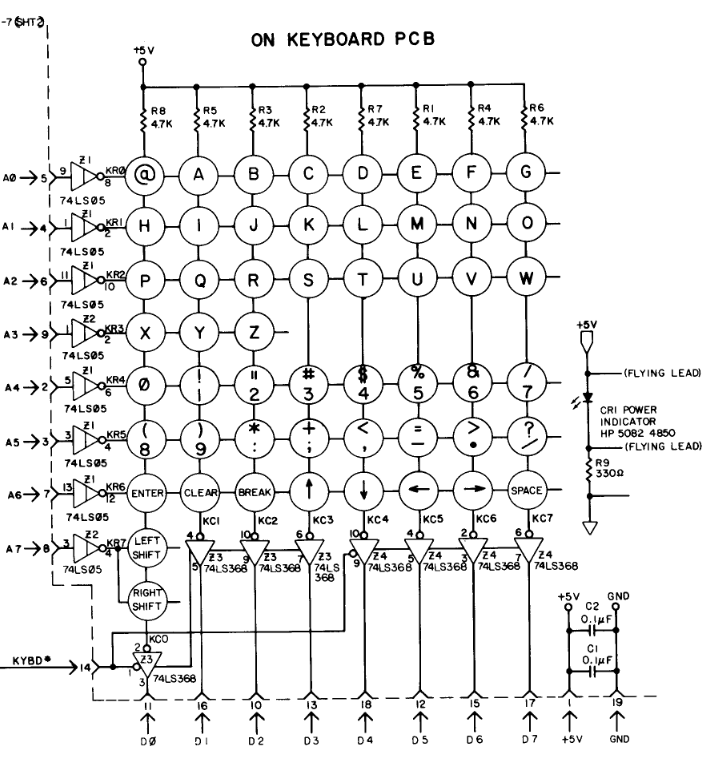 -7 (SHT2)
ON KEYBOARD PCB
+5V
R8 4.7K R5 4.7K R3 4.7K R2 4.7K R7 4.7K R1 4.7K R4 4.7K R6 4.7K
A0 5 9 Z1 KR0 8 @ A B C D E F G
74LS05
A1 4 1 Z1 KR1 2 H I J K L M N O
74LS05
A2 6 11 Z1 KR2 10 P Q R S T U V W
74LS05
A3 9 1 Z2 KR3 2 X Y Z
74LS05
+5V
(FLYING LEAD)
A4 2 5 Z1 KR4 6 0 ! 1 " 2 # 3 $ 4 % 5 & 6 / 7
74LS05
CR1 POWER
INDICATOR
HP 5082 4850
(FLYING LEAD)
A5 3 3 Z1 KR5 4 ( 8 ) 9 * : + ; < , = - > . ? /
74LS05
R9
330Ω
A6 7 13 Z1 KR6 12 ENTER CLEAR BREAK ↑ ↓ ← → SPACE
74LS05
KC1 KC2 KC3 KC4 KC5 KC6 KC7
A7 8 3 Z2 KR7 4 LEFT SHIFT
74LS05
4 5 Z3 74LS368
10 9 Z3 74LS368
6 7 Z3 74LS368
10 9 Z4 74LS368
4 5 Z4 74LS368
2 3 Z4 74LS368
6 7 Z4 74LS368
RIGHT SHIFT
+5V GND
C2
0.1µF
C1
0.1µF
KC0
KYBD* 14 1 2 Z3 3 74LS368
11 16 10 13 18 12 15 17 1 19
D0 D1 D2 D3 D4 D5 D6 D7 +5V GND